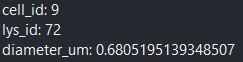 cell_id: 9
lys_id: 72
diameter_um: 0.6805195139348507